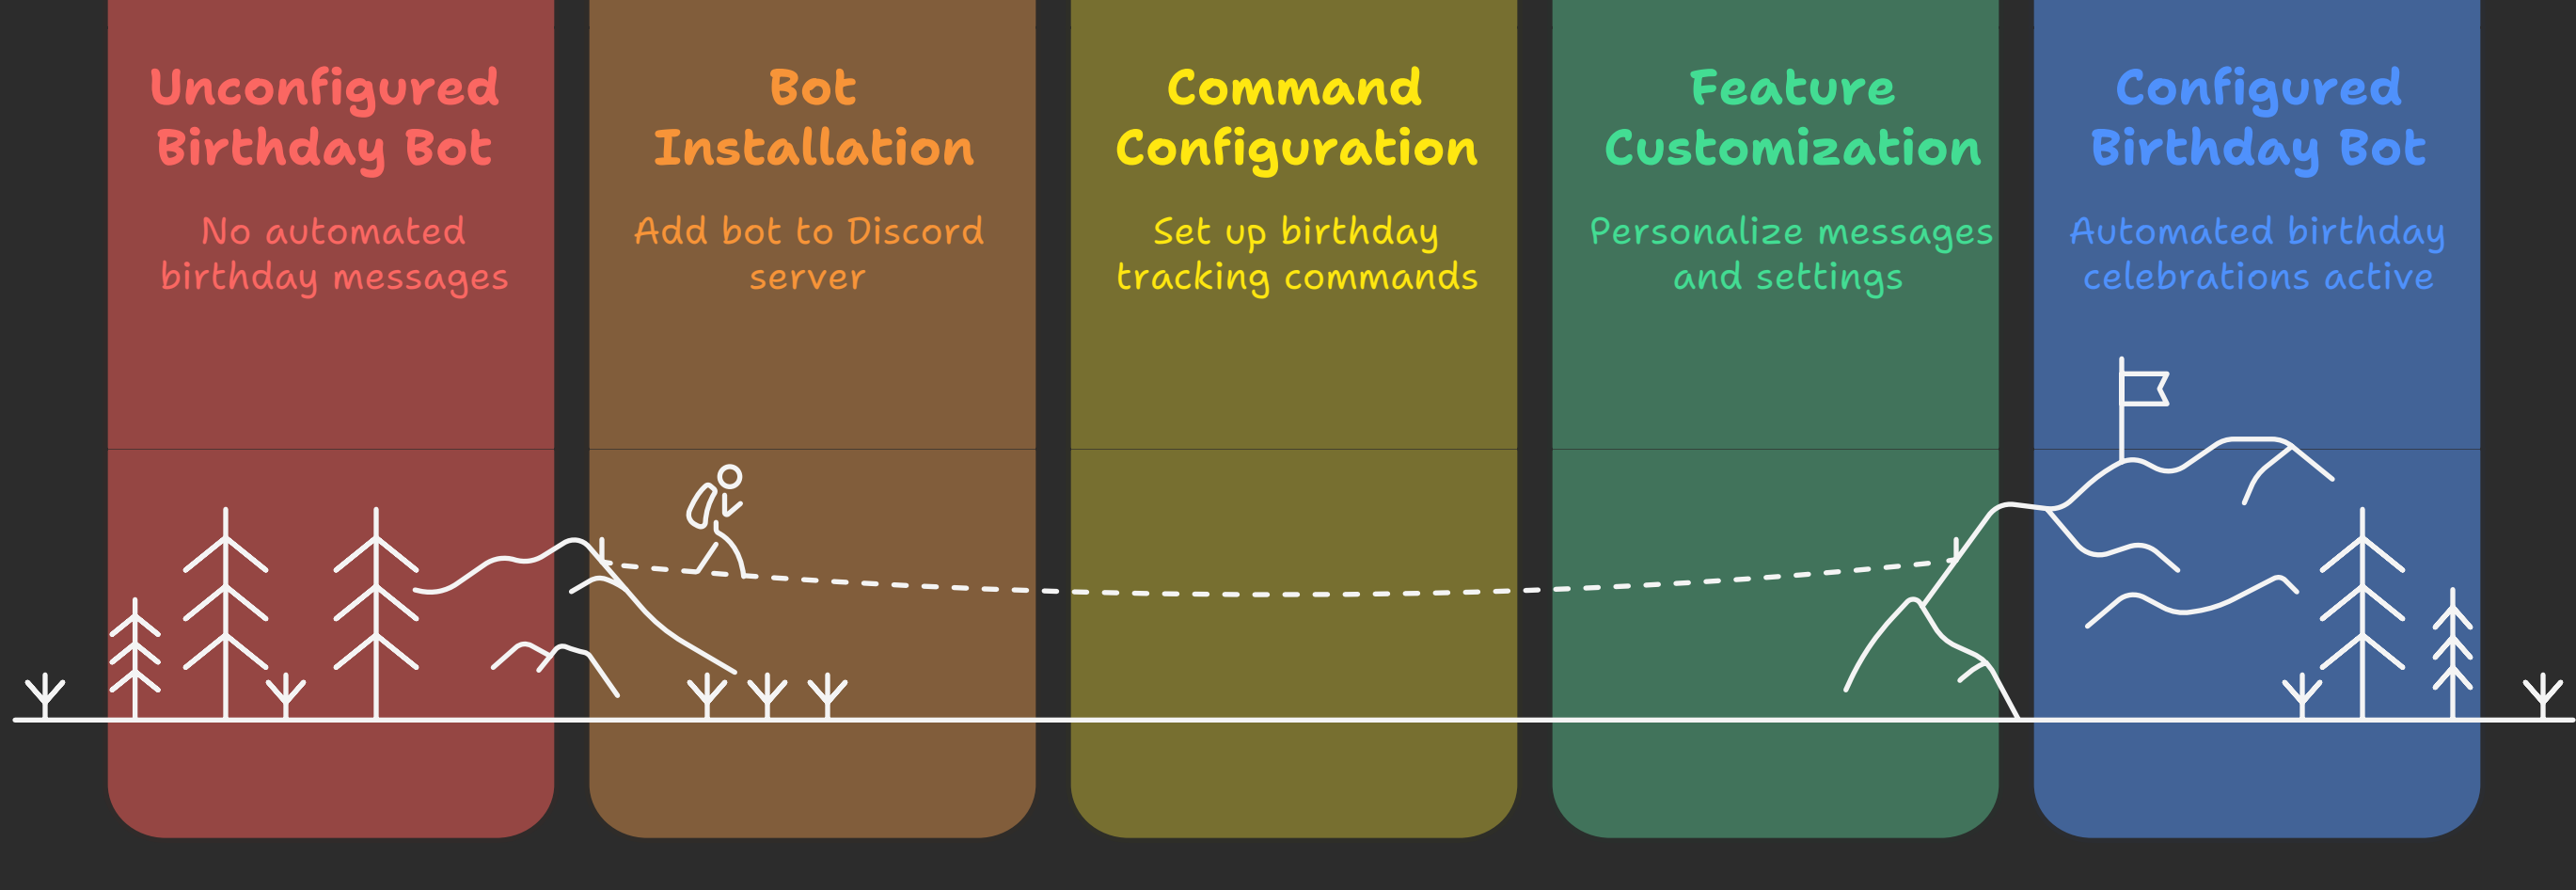 Unconfigured
Birthday Bot
No automated
birthday messages
Bot
Installation
Add bot to Discord
server
Command
Configuration
Set up birthday
tracking commands
Feature
Customization
Personalize messages
and settings
Configured
Birthday Bot
Automated birthday
celebrations active